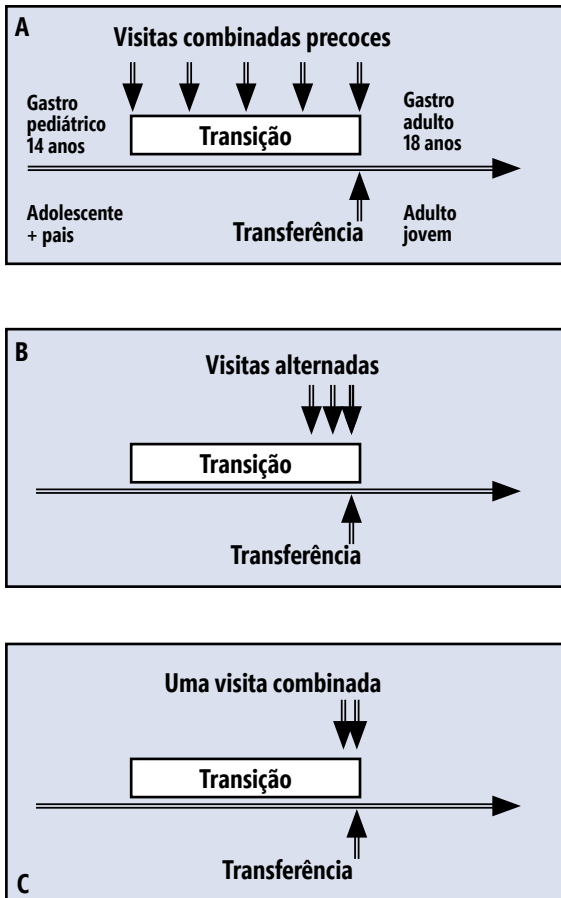 A
Visitas combinadas precoces
Gastro
pediátrico
14 anos
Transição
Gastro
adulto
18 anos
Adolescente
+ pais
Transferência
Adulto
jovem
B
Visitas alternadas
Transição
Transferência
Uma visita combinada
Transição
Transferência
C